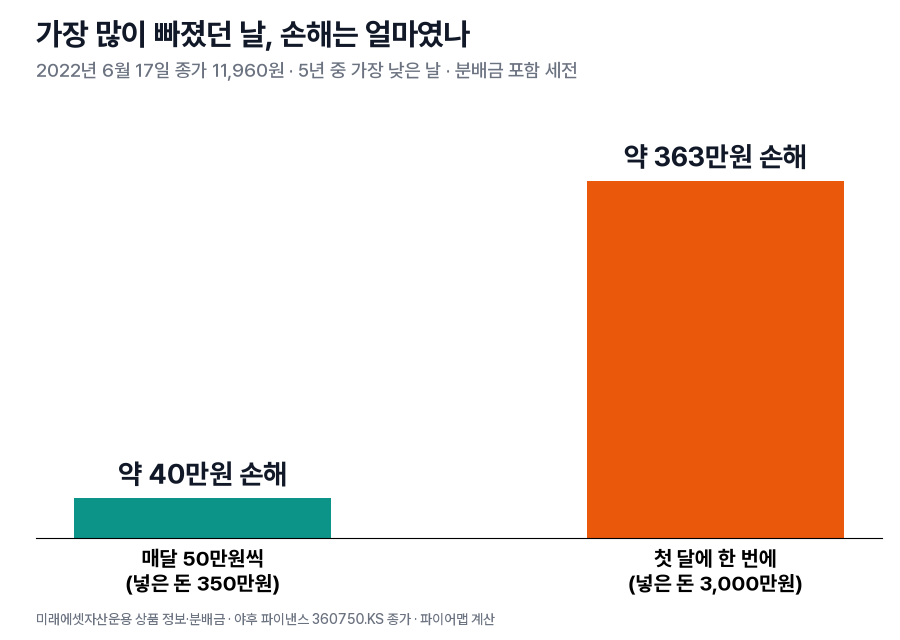 가장 많이 빠졌던 날, 손해는 얼마였나
2022년 6월 17일 종가 11,960원 · 5년 중 가장 낮은 날 · 분배금 포함 세전
약 363만원 손해
약 40만원 손해
매달 50만원씩
(넣은 돈 350만원)
첫 달에 한 번에
(넣은 돈 3,000만원)
미래에셋자산운용 상품 정보·분배금 · 야후 파이낸스 360750.KS 종가 · 파이어맵 계산